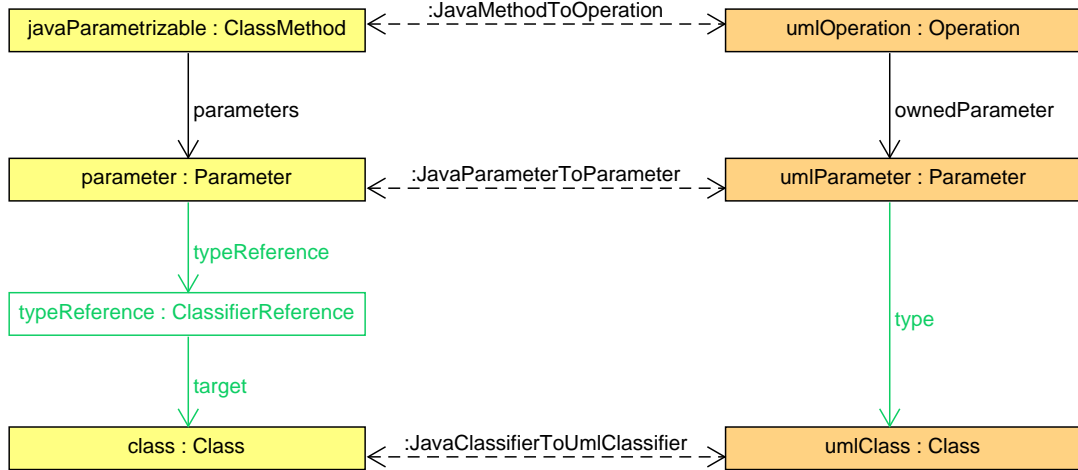 javaParametrizable : ClassMethod
:JavaMethodToOperation
umlOperation : Operation
parameters
ownedParameter
parameter : Parameter
:JavaParameterToParameter
umlParameter : Parameter
typeReference
typeReference : ClassifierReference
type
target
class : Class
:JavaClassifierToUmlClassifier
umlClass : Class